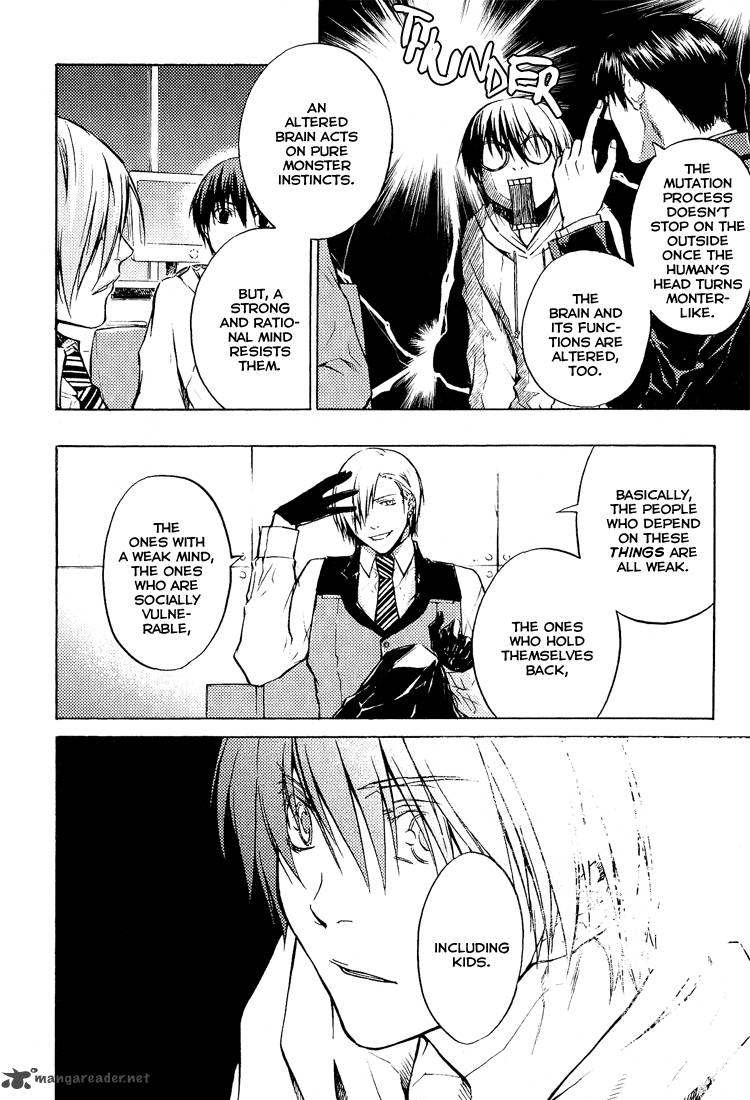 THUNDER
THE
MUTATION
PROCESS
DOESN'T
STOP ON THE
OUTSIDE
ONCE THE
HUMAN'S
HEAD TURNS
MONTER-
LIKE.
THE
BRAIN AND
ITS FUNC-
TIONS ARE
ALTERED,
TOO.
AN
ALTERED
BRAIN ACTS
ON PURE
MONSTER
INSTINCTS.
BUT, A
STRONG
AND RATIO-
NAL MIND
RESISTS
THEM.
BASICALLY,
THE PEOPLE
WHO DEPEND
ON THESE
THINGS ARE
ALL WEAK.
THE ONES
WHO HOLD
THEMSELVES
BACK,
THE
ONES WITH
A WEAK MIND,
THE ONES
WHO ARE
SOCIALLY
VULNE-
RABLE,
INCLUDING
KIDS.
mangareader.net